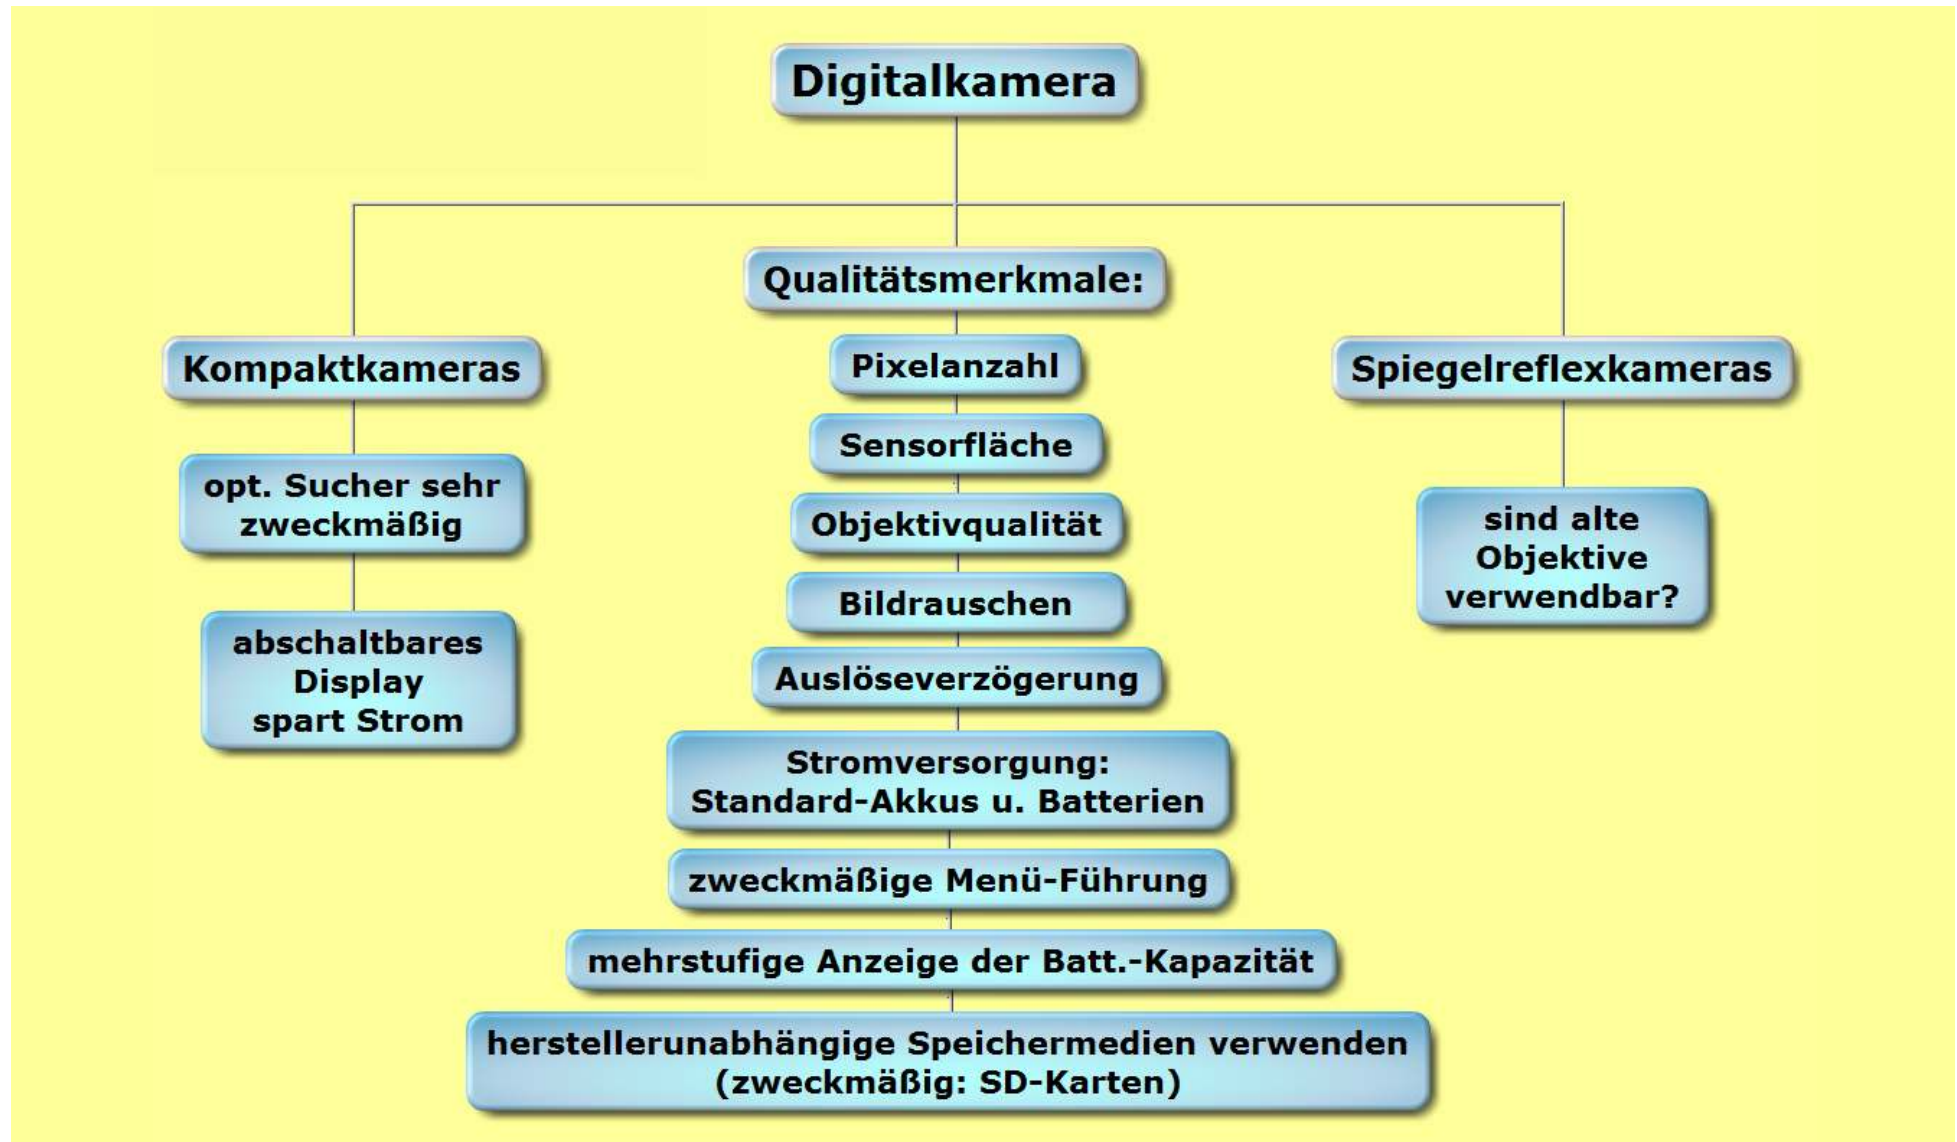 Digitalkamera
Qualitätsmerkmale:
Kompaktkameras
opt. Sucher sehr
zweckmäßig
abschaltbares
Display
spart Strom
Pixelanzahl
Sensorfläche
Objektivqualität
Bildrauschen
Auslöseverzögerung
Stromversorgung:
Standard-Akkus u. Batterien
zweckmäßige Menü-Führung
mehrstufige Anzeige der Batt.-Kapazität
herstellerunabhängige Speichermedien verwenden
(zweckmäßig: SD-Karten)
Spiegelreflexkameras
sind alte
Objektive
verwendbar?